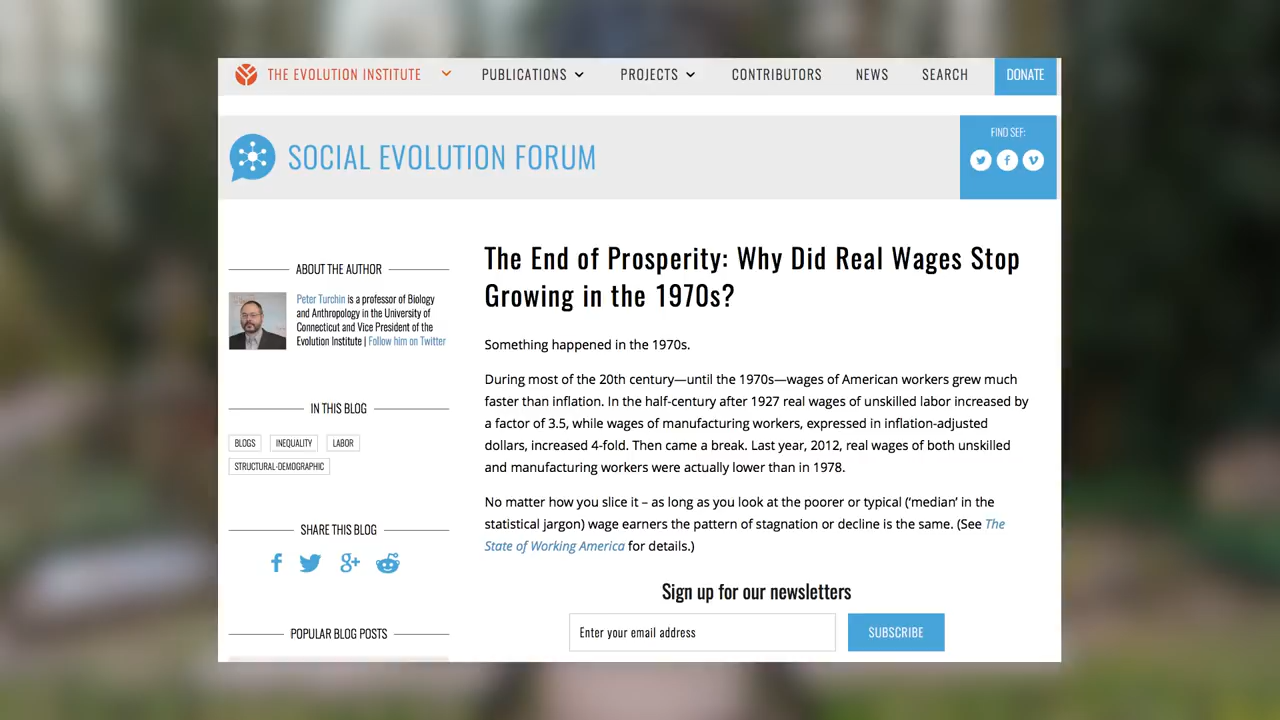 THE EVOLUTION INSTITUTE PUBLICATIONS PROJECTS CONTRIBUTORS NEWS SEARCH DONATE
SOCIAL EVOLUTION FORUM
FIND SEF:
ABOUT THE AUTHOR
Peter Turchin is a professor of Biology
and Anthropology in the University of
Connecticut and Vice President of the
Evolution Institute | Follow him on Twitter
IN THIS BLOG
BLOGS INEQUALITY LABOR
STRUCTURAL-DEMOGRAPHIC
SHARE THIS BLOG
POPULAR BLOG POSTS
The End of Prosperity: Why Did Real Wages Stop
Growing in the 1970s?
Something happened in the 1970s.
During most of the 20th century—until the 1970s—wages of American workers grew much
faster than inflation. In the half-century after 1927 real wages of unskilled labor increased by
a factor of 3.5, while wages of manufacturing workers, expressed in inflation-adjusted
dollars, increased 4-fold. Then came a break. Last year, 2012, real wages of both unskilled
and manufacturing workers were actually lower than in 1978.
No matter how you slice it – as long as you look at the poorer or typical (‘median’ in the
statistical jargon) wage earners the pattern of stagnation or decline is the same. (See The
State of Working America for details.)
Sign up for our newsletters
Enter your email address SUBSCRIBE